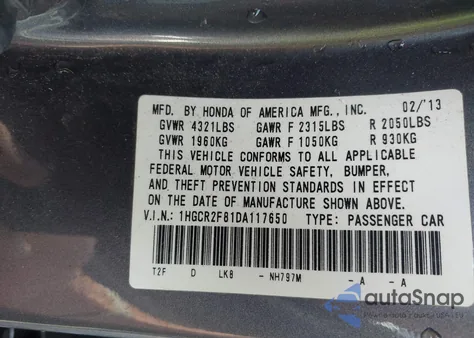 MFD. BY HONDA OF AMERICA MFG., INC. 02/'13
GVWR 4321LBS GAWR F 2315LBS R 2050LBS
GVWR 1960KG GAWR F 1050KG R 930KG
THIS VEHICLE CONFORMS TO ALL APPLICABLE
FEDERAL MOTOR VEHICLE SAFETY, BUMPER,
AND THEFT PREVENTION STANDARDS IN EFFECT
ON THE DATE OF MANUFACTURE SHOWN ABOVE.
V.I.N.: 1HGCR2F81DA117650 TYPE: PASSENGER CAR
T2F D LK8 - NH797M -A -A
autoSnap